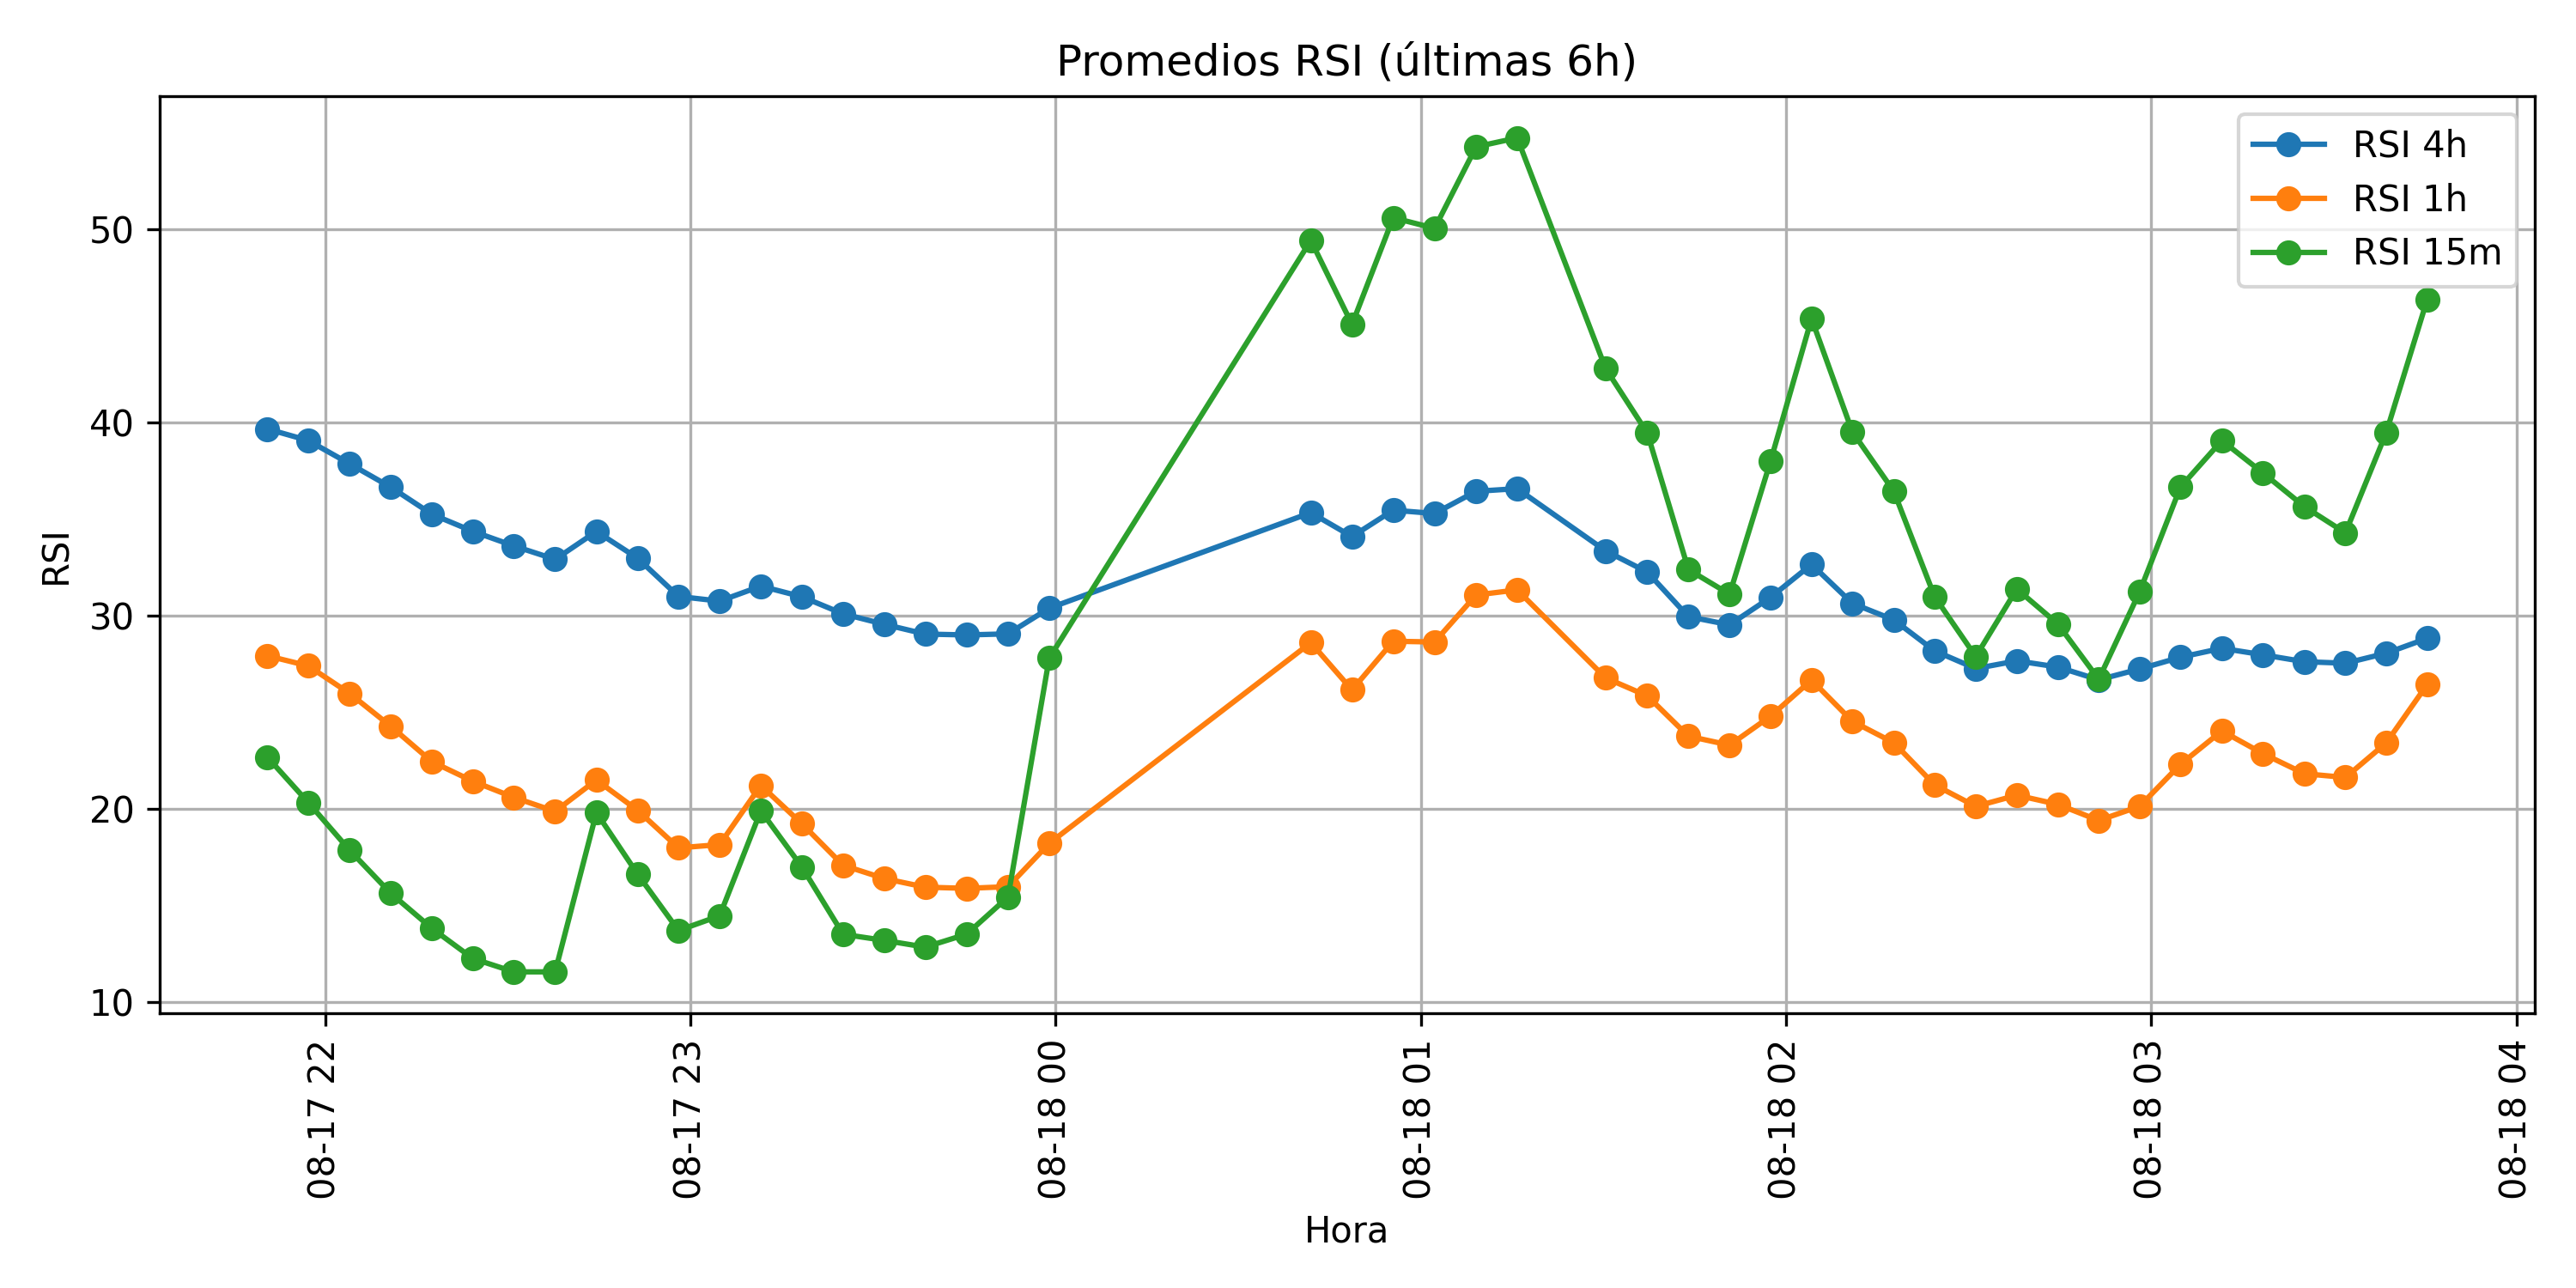 Promedios RSI (últimas 6h)
RSI 4h
RSI 1h
RSI 15m
RSI
50
40
30
20
10
08-17 22
08-17 23
08-18 00
08-18 01
08-18 02
08-18 03
08-18 04
Hora